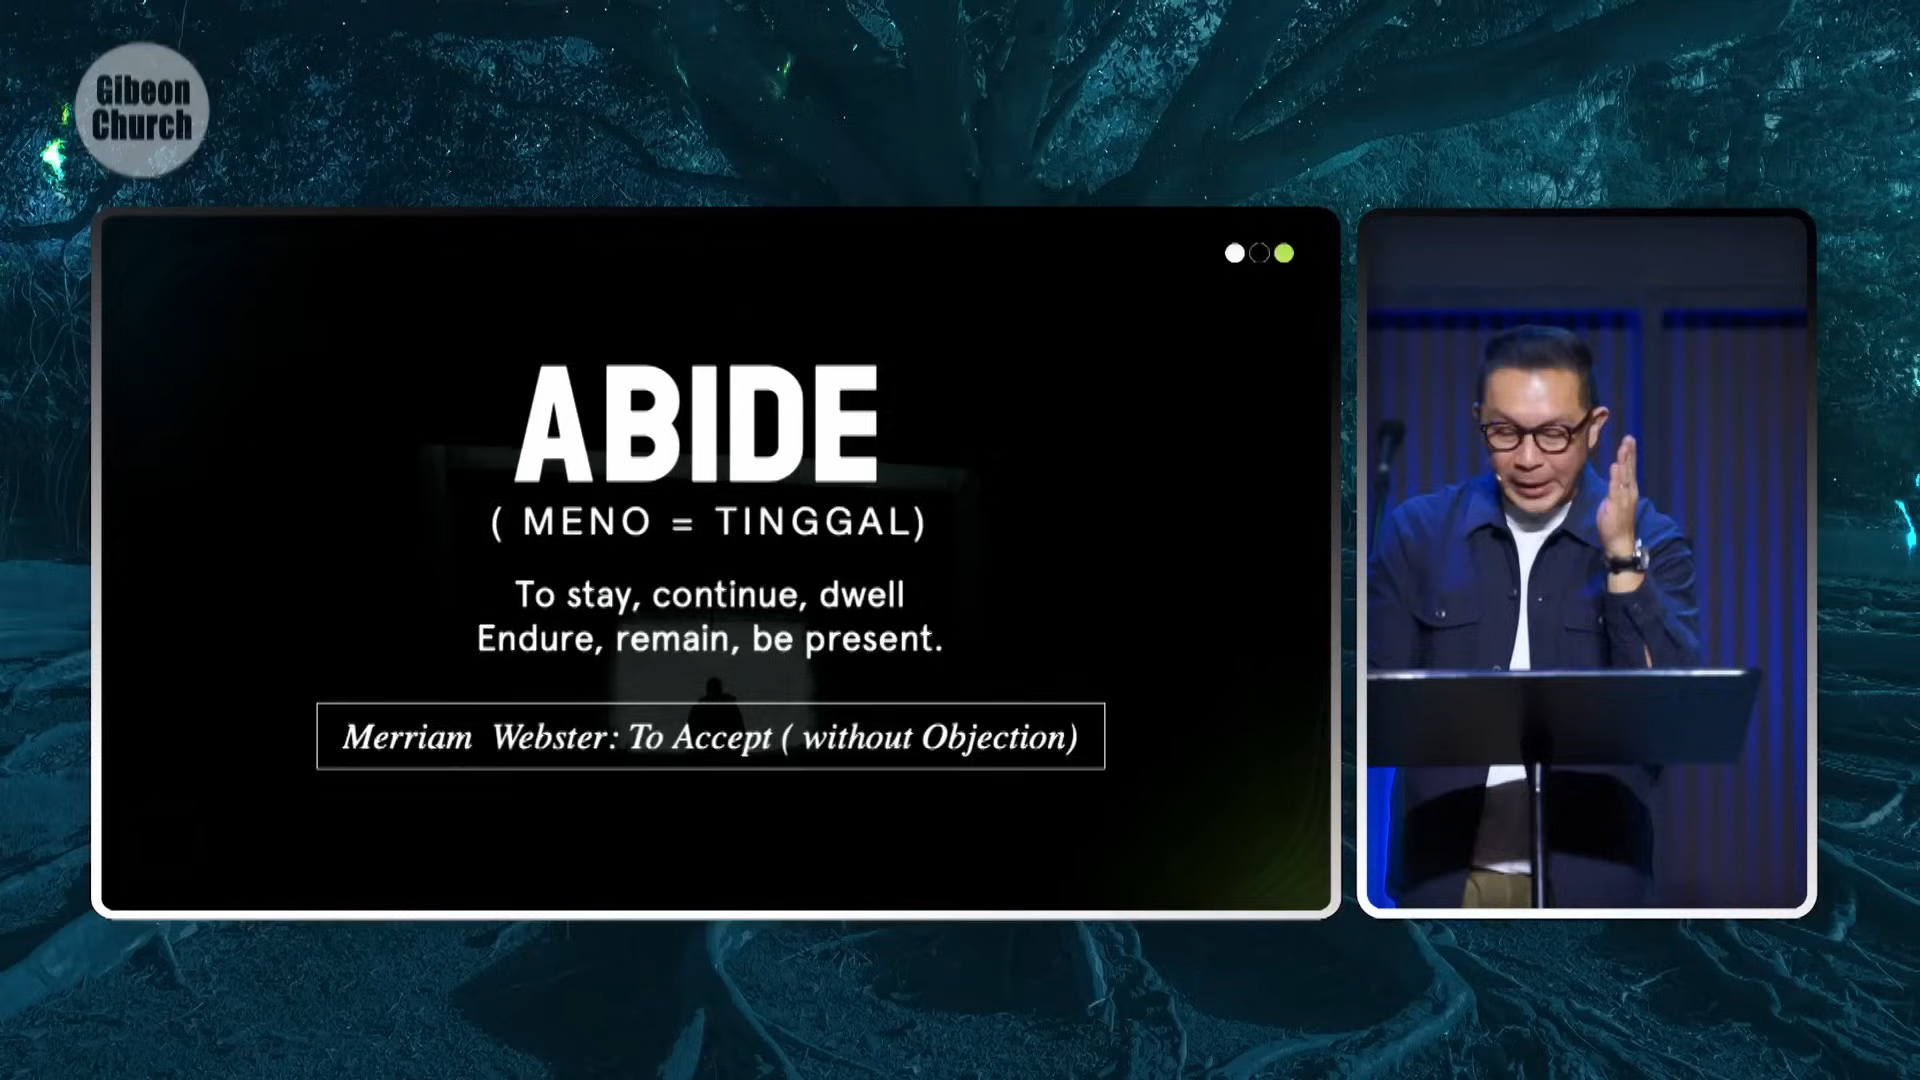 Gibeon
Church
ABIDE
( MENO = TINGGAL)
To stay, continue, dwell
Endure, remain, be present.
Merriam Webster: To Accept ( without Objection)